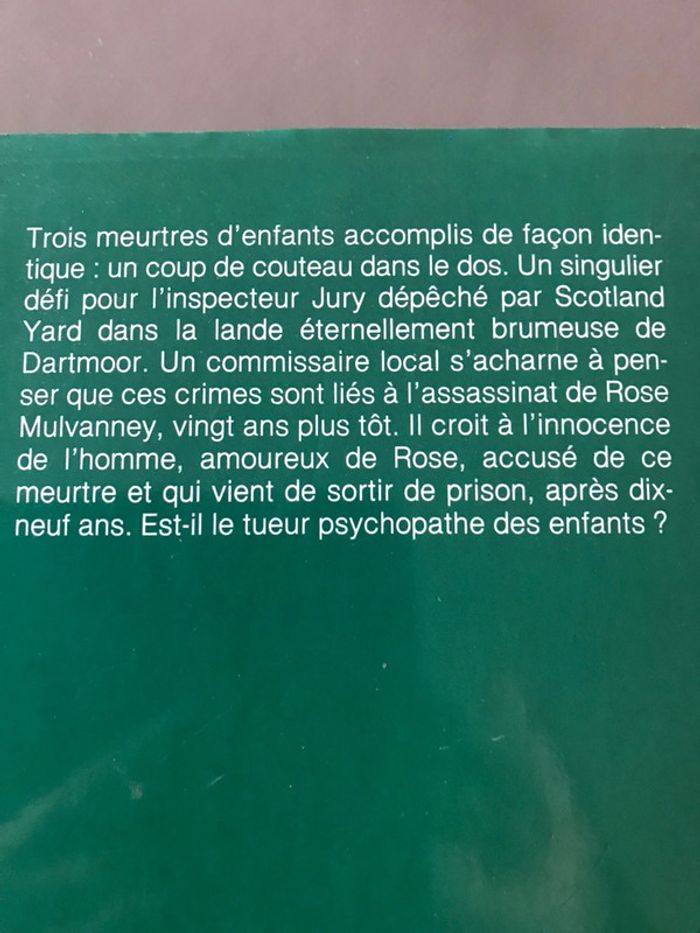 Trois meurtres d'enfants accomplis de façon iden-
tique : un coup de couteau dans le dos. Un singulier
défi pour l'inspecteur Jury dépêché par Scotland
Yard dans la lande éternellement brumeuse de
Dartmoor. Un commissaire local s'acharne à pen-
ser que ces crimes sont liés à l'assassinat de Rose
Mulvanney, vingt ans plus tôt. Il croit à l'innocence
de l'homme, amoureux de Rose, accusé de ce
meurtre et qui vient de sortir de prison, après dix-
neuf ans. Est-il le tueur psychopathe des enfants ?